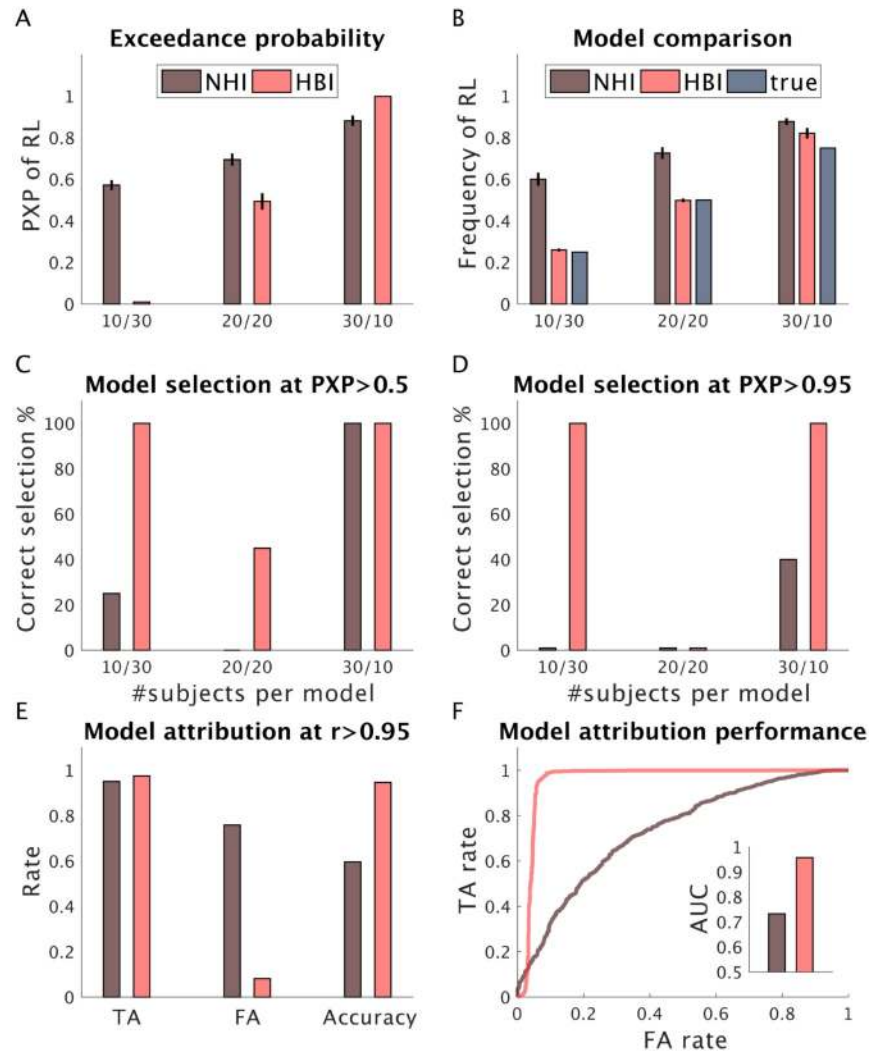 A
Exceedance probability
NHI HBI
PXP of RL
1
0.8
0.6
0.4
0.2
0
10/30 20/20 30/10
B
Model comparison
NHI HBI true
Frequency of RL
1
0.8
0.6
0.4
0.2
0
10/30 20/20 30/10
C
Model selection at PXP>0.5
Correct selection %
100
80
60
40
20
0
10/30 20/20 30/10
#subjects per model
D
Model selection at PXP>0.95
Correct selection %
100
80
60
40
20
0
10/30 20/20 30/10
#subjects per model
E
Model attribution at r>0.95
Rate
1
0.8
0.6
0.4
0.2
0
TA FA Accuracy
F
Model attribution performance
TA rate
1
0.8
0.6
0.4
0.2
0
0 0.2 0.4 0.6 0.8 1
FA rate
AUC
1
0.9
0.8
0.7
0.6
0.5